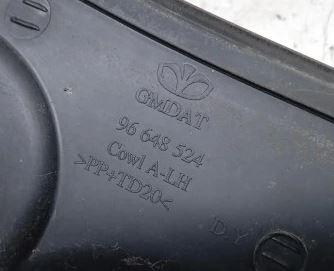 GMDAT
96 648 524
Cowl A-LH
>PP+TD20<
D.Y